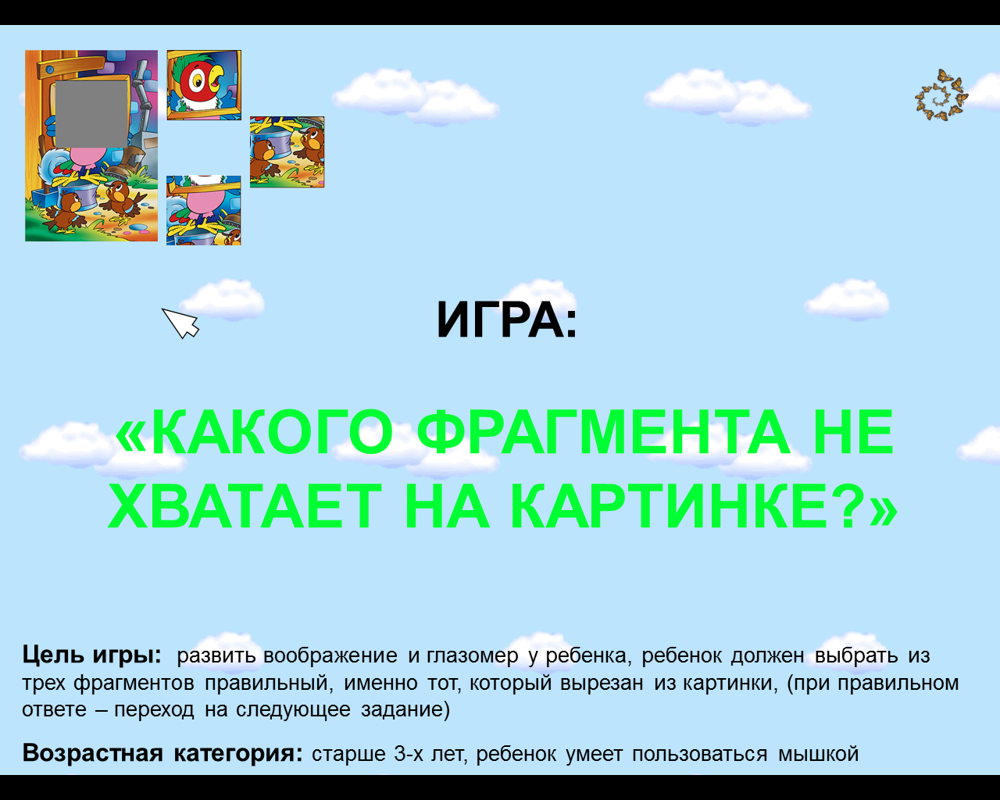 ИГРА:
«КАКОГО ФРАГМЕНТА НЕ
ХВАТАЕТ НА КАРТИНКЕ?»
Цель игры: развить воображение и глазомер у ребенка, ребенок должен выбрать из
трех фрагментов правильный, именно тот, который вырезан из картинки, (при правильном
ответе – переход на следующее задание)
Возрастная категория: старше 3-х лет, ребенок умеет пользоваться мышкой